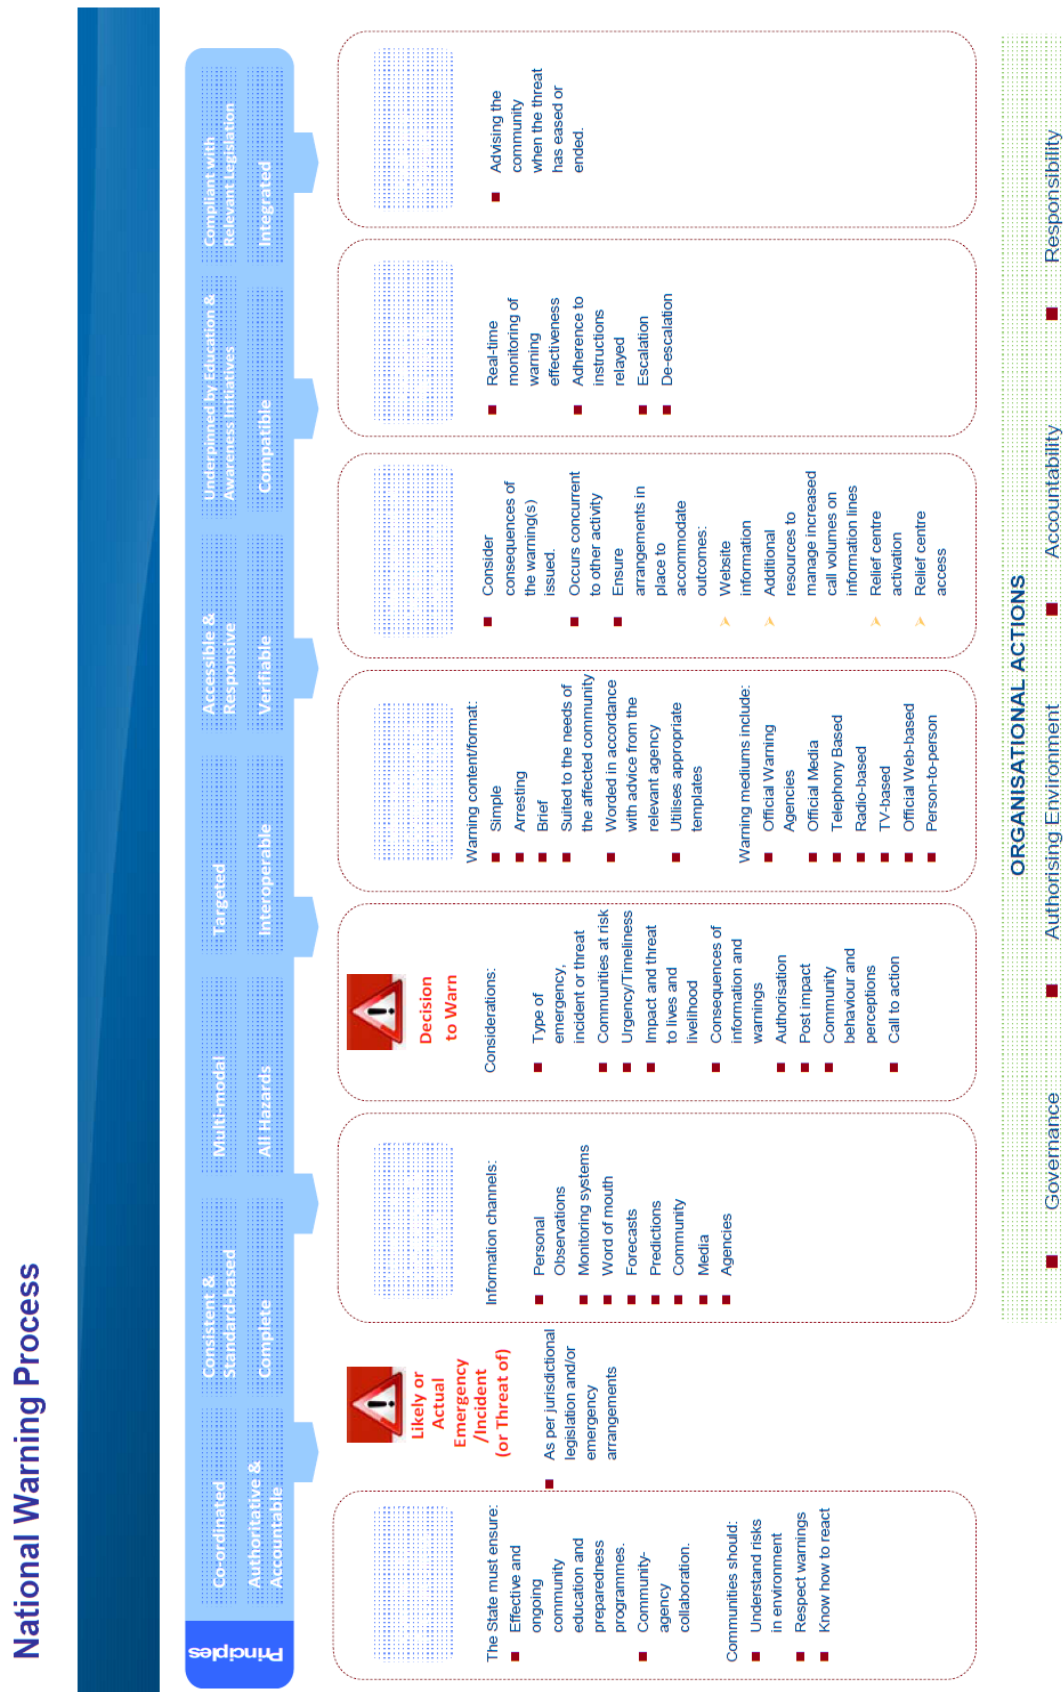 National Warning Process
Principles
Co-ordinated
Authoritative &
Accountable
Consistent &
Standard-based
Complete
Multi-modal
All Hazards
Targeted
Interoperable
Accessible &
Responsive
Verifiable
Underpinned by Education &
Awareness Initiatives
Compatible
Compliant with
Relevant Legislation
Integrated
The State must ensure:
Effective and
ongoing
community
education and
preparedness
programmes.
Community-
agency
collaboration.
Communities should:
Understand risks
in environment
Respect warnings
Know how to react
Likely or
Actual
Emergency
/Incident
(or Threat of)
As per jurisdictional
legislation and/or
emergency
arrangements
Information channels:
Personal
Observations
Monitoring systems
Word of mouth
Forecasts
Predictions
Community
Media
Agencies
Decision
to Warn
Considerations:
Type of
emergency,
incident or threat
Communities at risk
Urgency/Timeliness
Impact and threat
to lives and
livelihood
Consequences of
information and
warnings
Authorisation
Post impact
Community
behaviour and
perceptions
Call to action
Warning content/format:
Simple
Arresting
Brief
Suited to the needs of
the affected community
Worded in accordance
with advice from the
relevant agency
Utilises appropriate
templates
Warning mediums include:
Official Warning
Agencies
Official Media
Telephony Based
Radio-based
TV-based
Official Web-based
Person-to-person
Consider
consequences of
the warning(s)
issued.
Occurs concurrent
to other activity
Ensure
arrangements in
place to
accommodate
outcomes:
Website
information
Additional
resources to
manage increased
call volumes on
information lines
Relief centre
activation
Relief centre
access
Real-time
monitoring of
warning
effectiveness
Adherence to
instructions
relayed
Escalation
De-escalation
Advising the
community
when the threat
has eased or
ended.
ORGANISATIONAL ACTIONS
Governance
Authorising Environment
Accountability
Responsibility